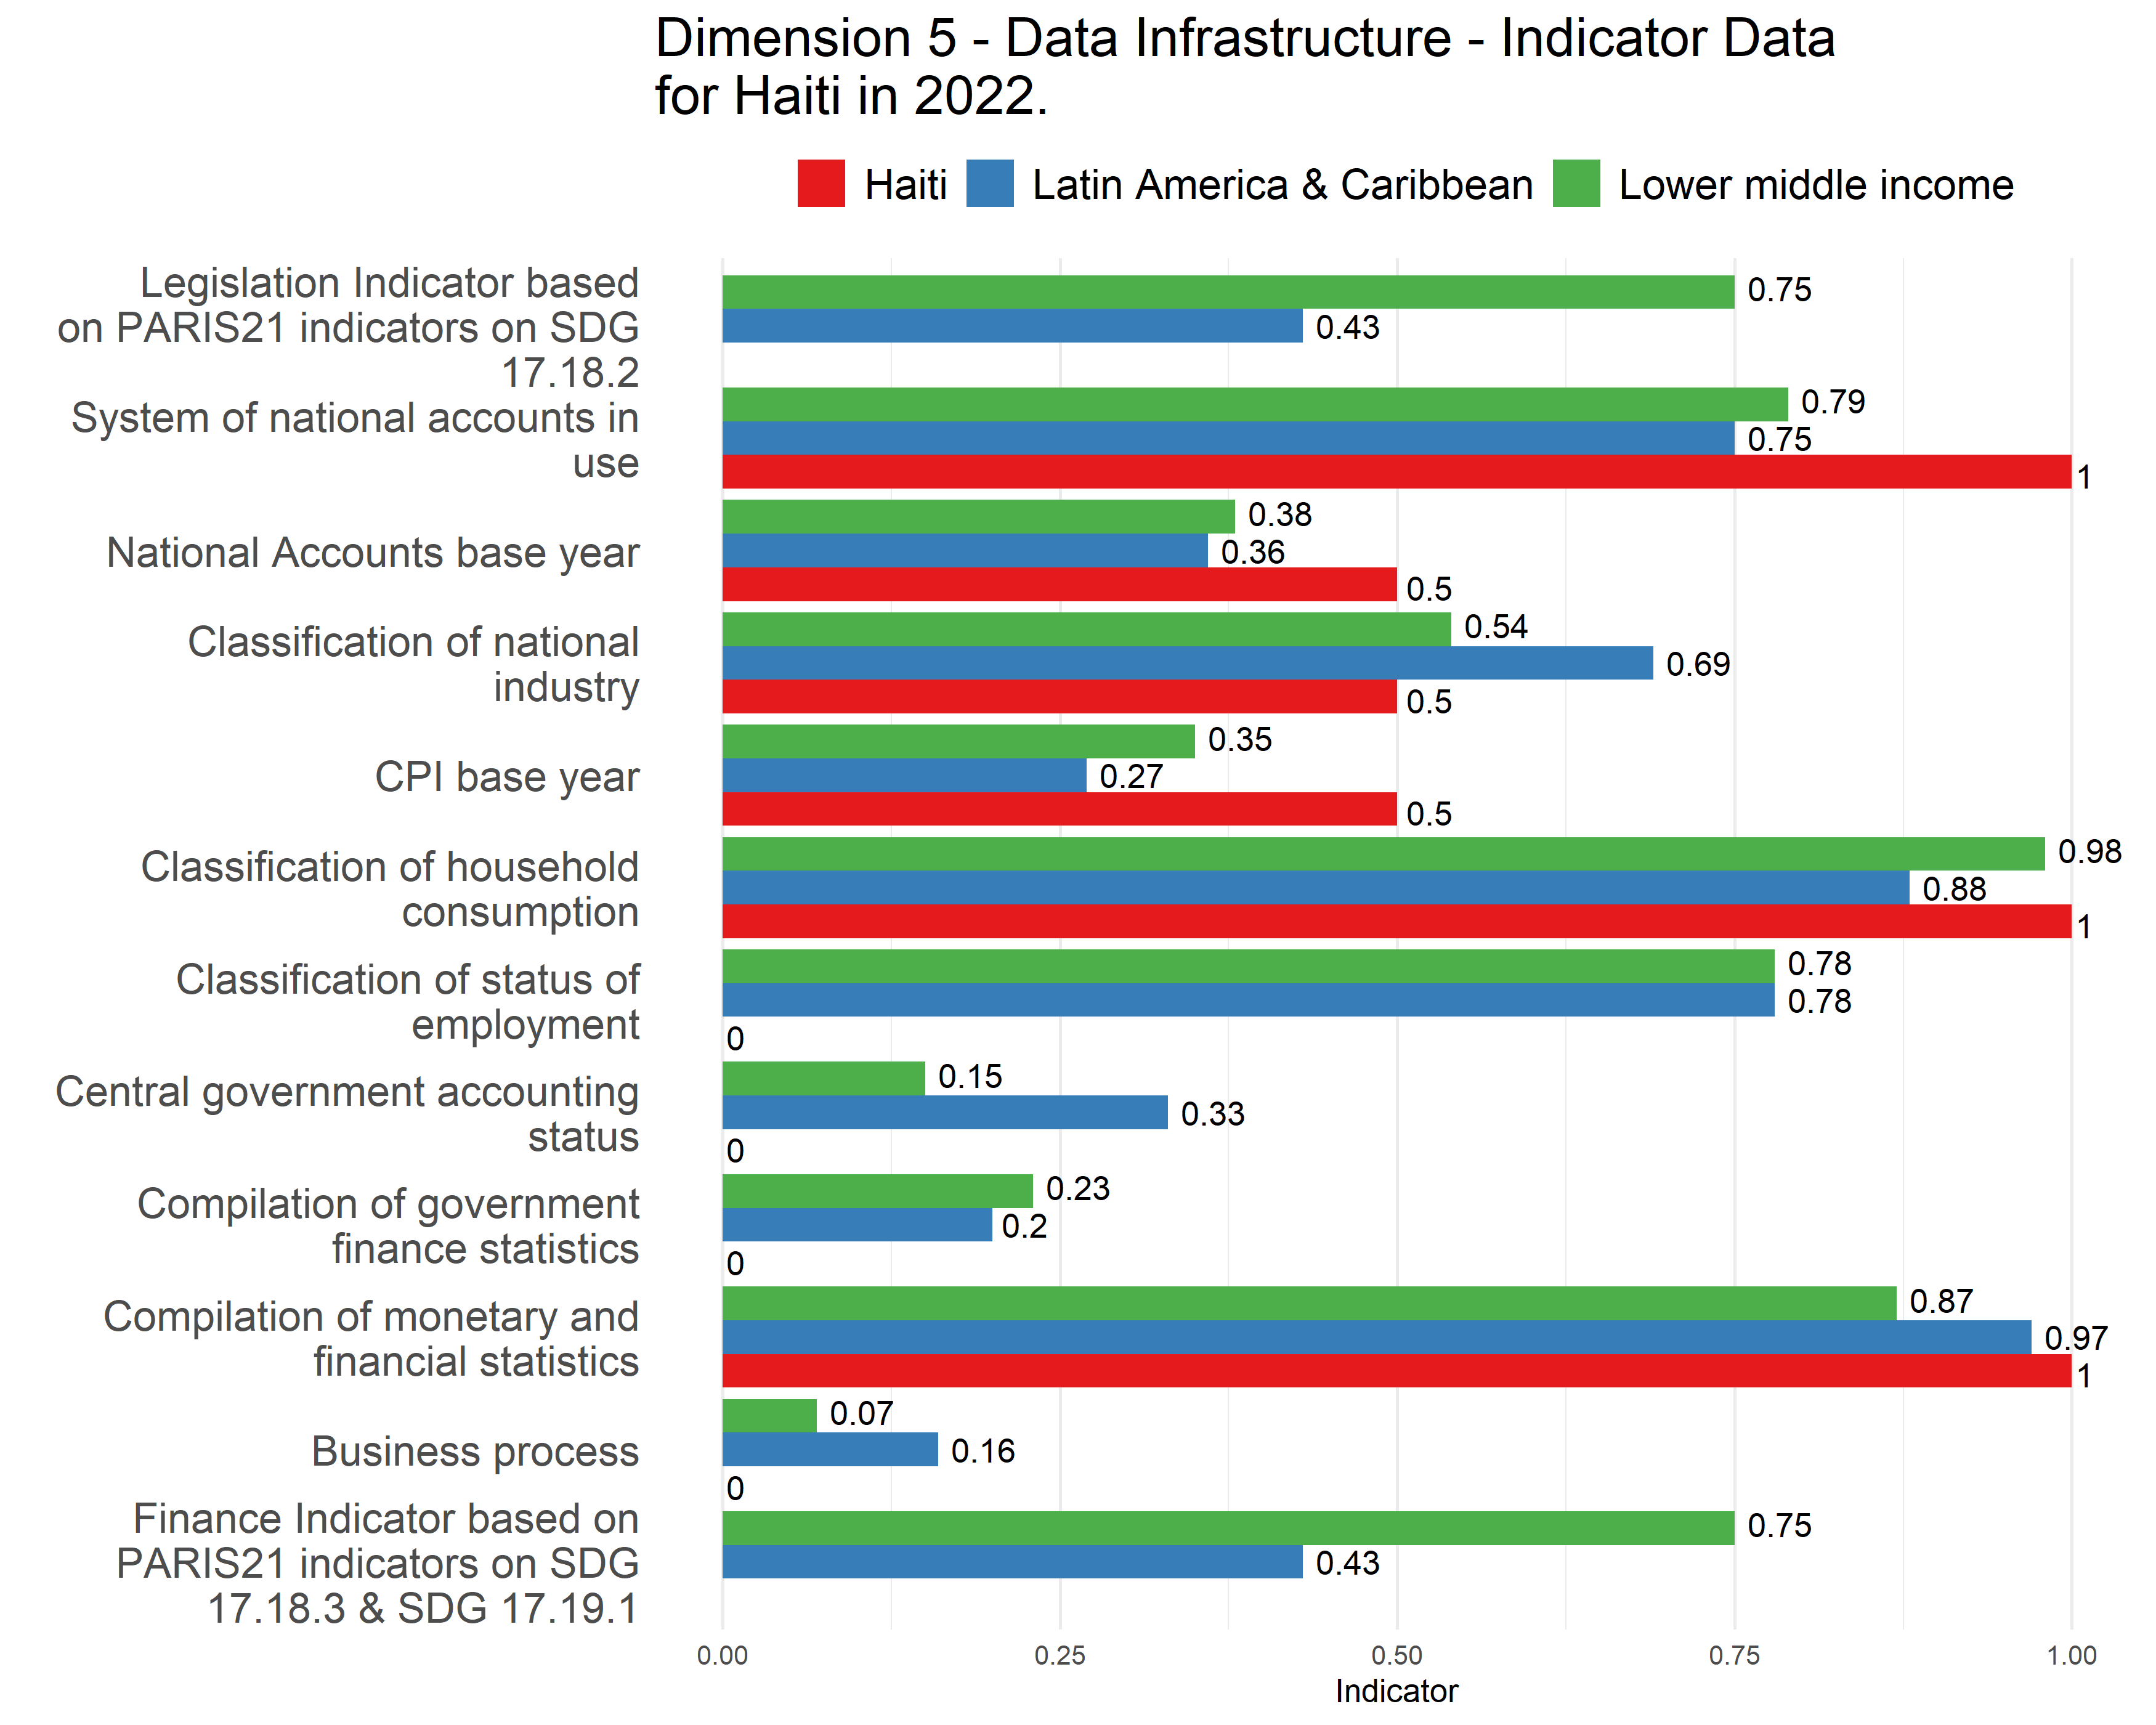 Dimension 5 - Data Infrastructure - Indicator Data
for Haiti in 2022.
Haiti
Latin America & Caribbean
Lower middle income
Legislation Indicator based
on PARIS21 indicators on SDG
17.18.2
0.75
0.43
System of national accounts in
use
0.79
0.75
1
National Accounts base year
0.38
0.36
0.5
Classification of national
industry
0.54
0.69
0.5
CPI base year
0.35
0.27
0.5
Classification of household
consumption
0.98
0.88
1
Classification of status of
employment
0.78
0.78
0
Central government accounting
status
0.15
0.33
0
Compilation of government
finance statistics
0.23
0.2
0
Compilation of monetary and
financial statistics
0.87
0.97
1
Business process
0.07
0.16
0
Finance Indicator based on
PARIS21 indicators on SDG
17.18.3 & SDG 17.19.1
0.75
0.43
0.00
0.25
0.50
0.75
1.00
Indicator